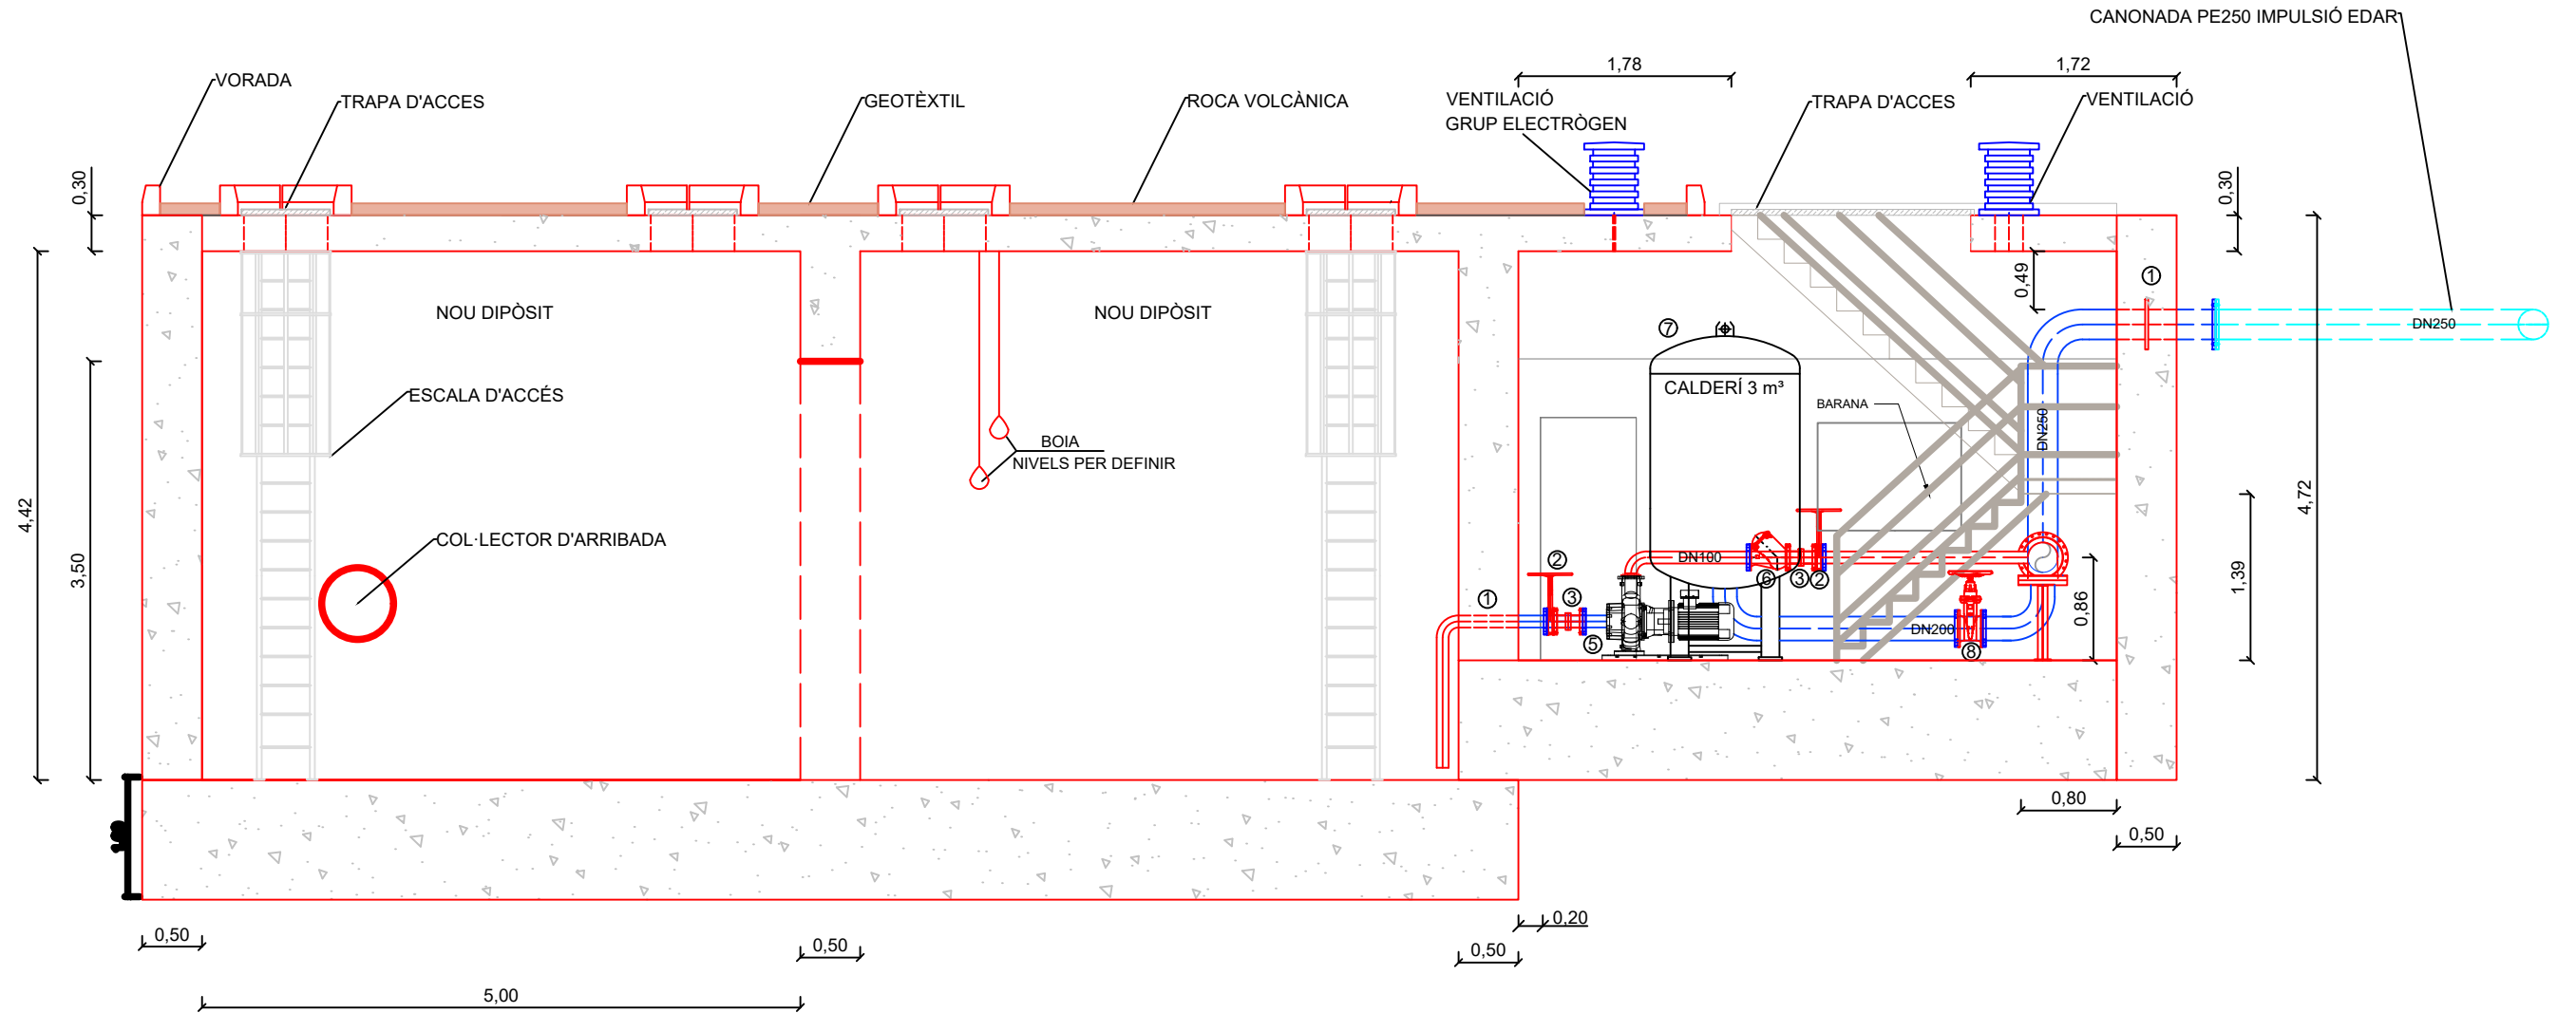 CANONADA PE250 IMPULSIÓ EDAR
1,78
1,72
VORADA
TRAPA D'ACCES
GEOTÈXTIL
ROCA VOLCÀNICA
VENTILACIÓ
GRUP ELECTRÒGEN
TRAPA D'ACCES
VENTILACIÓ
0,30
0,30
0,49
①
NOU DIPÒSIT
NOU DIPÒSIT
⑦
DN250
CALDERÍ 3 m³
ESCALA D'ACCÉS
BARANA
DN250
BOIA
NIVELS PER DEFINIR
4,42
4,72
COL·LECTOR D'ARRIBADA
3,50
②
DN100
⑥
③
②
1,39
①
③
0,86
⑤
DN200
⑧
0,80
0,50
0,20
0,50
0,50
0,50
5,00